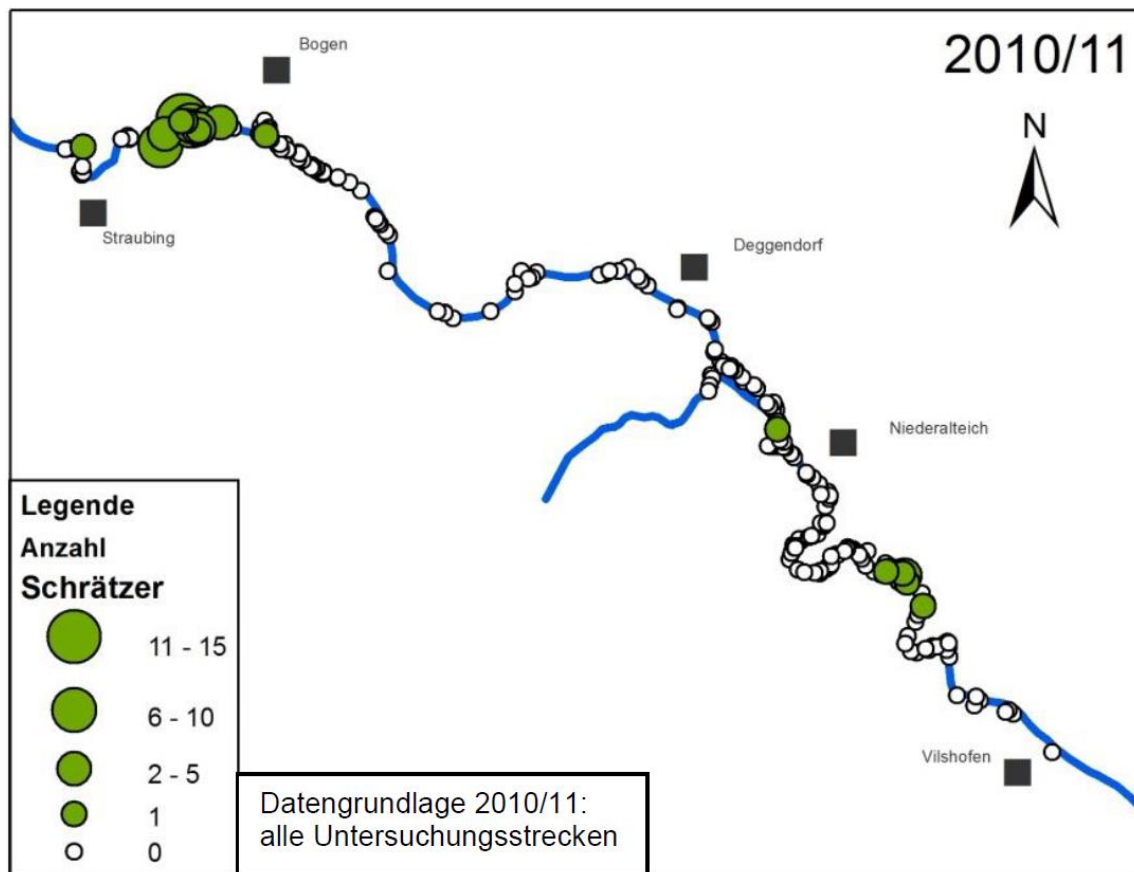 2010/11
Bogen
N
Straubing
Deggendorf
Niederalteich
Vilshofen
Legende
Anzahl
Schrätzer
11 - 15
6 - 10
2 - 5
1
0
Datengrundlage 2010/11:
alle Untersuchungsstrecken